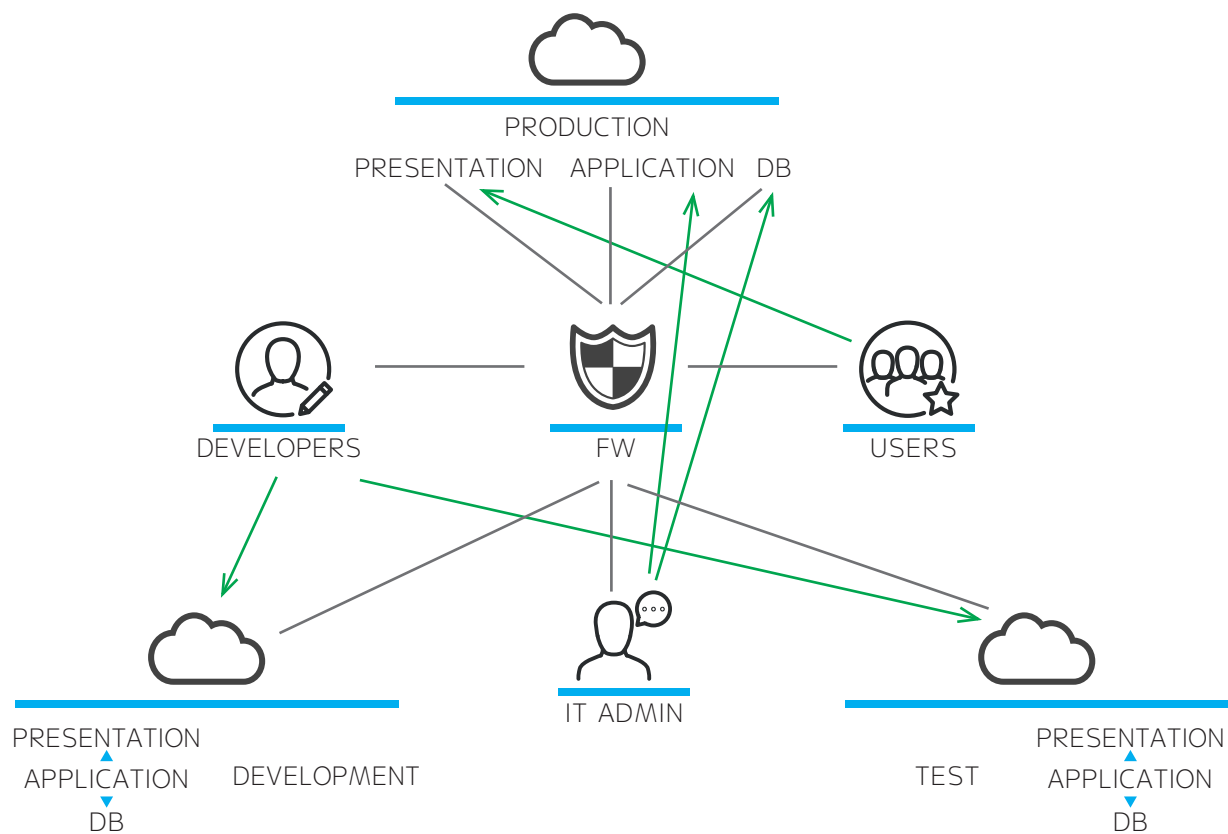 PRODUCTION
PRESENTATION APPLICATION DB
DEVELOPERS
FW
USERS
IT ADMIN
PRESENTATION
APPLICATION
DB
DEVELOPMENT
TEST
PRESENTATION
APPLICATION
DB